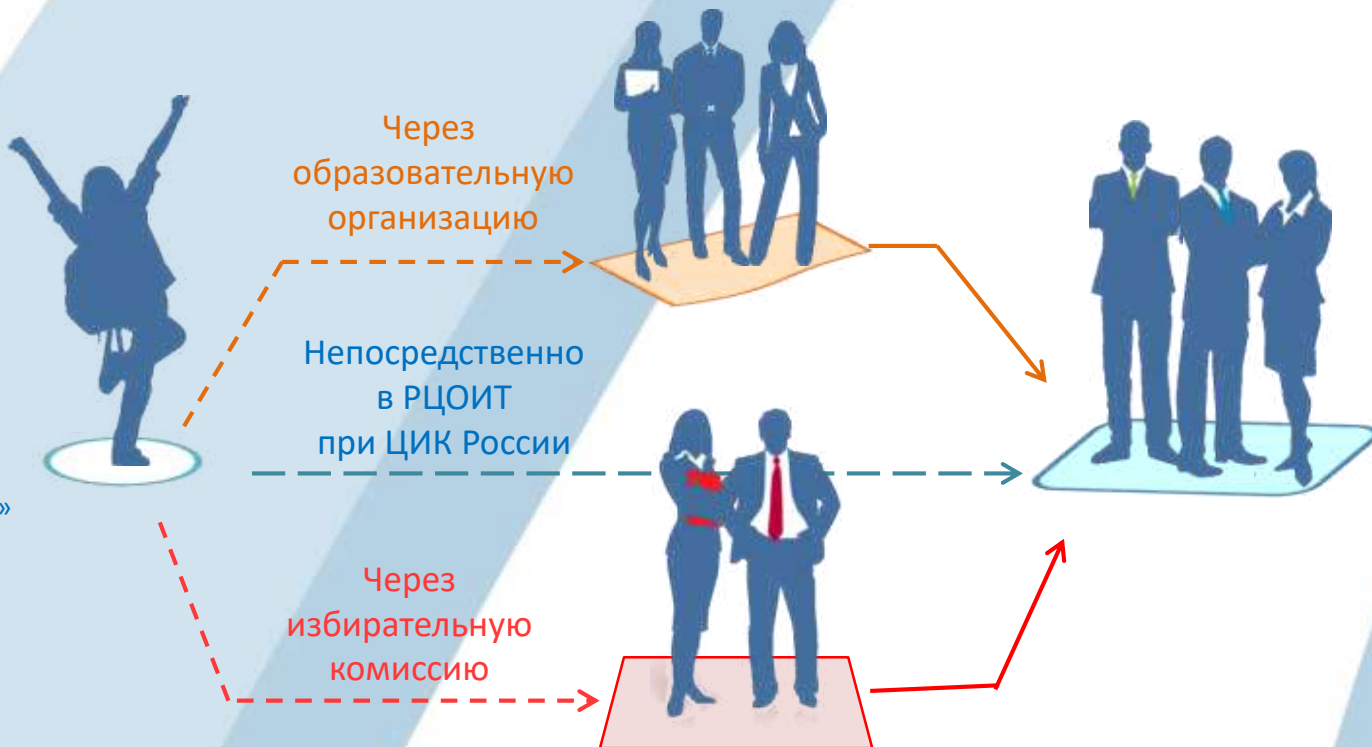 Через
образовательную
организацию
Непосредственно
в РЦОИТ
при ЦИК России
»
Через
избирательную
комиссию